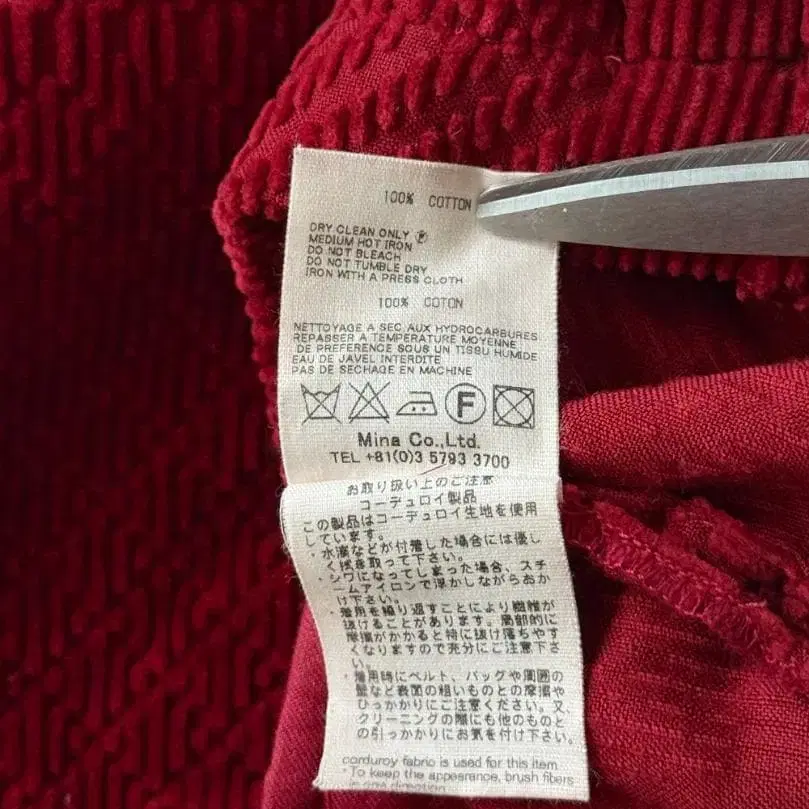 100% COTTON
DRY CLEAN ONLY Ⓟ
MEDIUM HOT IRON
DO NOT BLEACH
DO NOT TUMBLE DRY
IRON WITH A PRESS CLOTH
100% COTON
NETTOYAGE A SEC AUX HYDROCARBURES
REPASSER A TEMPERATURE MOYENNE
DE PREFERENCE SOUS UN TISSU HUMIDE
EAU DE JAVEL INTERDITE
PAS DE SECHAGE EN MACHINE
F
Mina Co.,Ltd.
TEL +81(0)3 5793 3700
お取り扱い上のご注意
コーデュロイ製品
この製品はコーデュロイ生地を使用
しています。
・水滴などが付着した場合には優し
く拭き取って下さい。
・シワになってしまった場合、スチ
ームアイロンで浮かしながらおか
け下さい。
・着用を繰り返すことにより繊維が
抜けることがあります。局部的に
摩擦がかかると特に抜け落ちやす
くなりますので充分にご注意下さ
い。
・着用時にベルト、バッグや周囲の
壁など表面の粗いものとの摩擦や
ひっかかりにご注意ください。又、
クリーニングの際にも他のものと
の引っかかりにお気を付け下さい。
corduroy fabric is used for this item
・To keep the appearance, brush fibers
in one direction